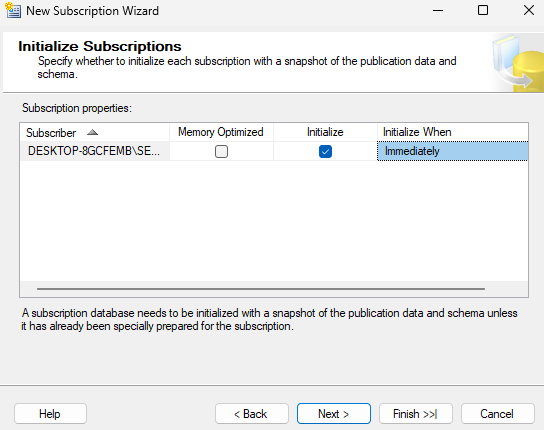 New Subscription Wizard
Initialize Subscriptions
Specify whether to initialize each subscription with a snapshot of the publication data and
schema.
Subscription properties:
Subscriber Memory Optimized Initialize Initialize When
DESKTOP-8GCFEMB\SE... Immediately
A subscription database needs to be initialized with a snapshot of the publication data and schema unless
it has already been specially prepared for the subscription.
Help < Back Next > Finish >>| Cancel